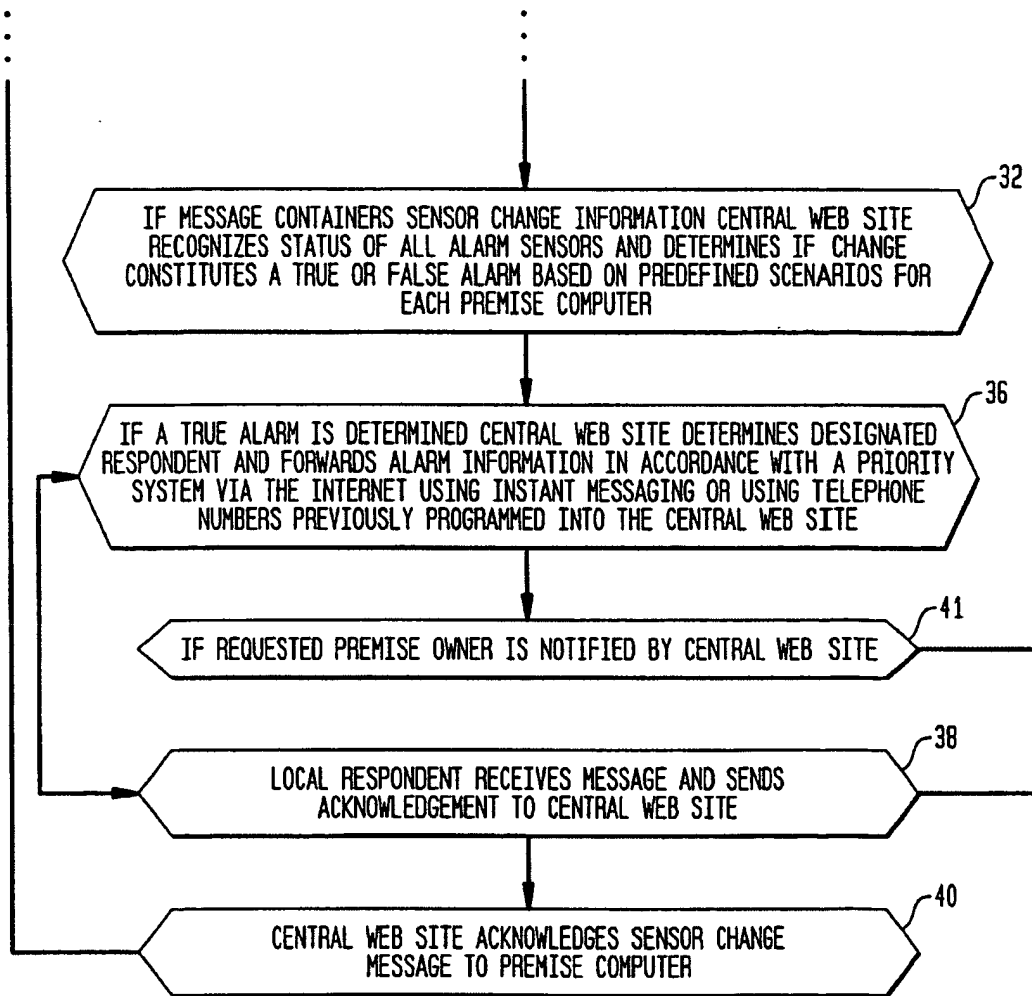 32
IF MESSAGE CONTAINERS SENSOR CHANGE INFORMATION CENTRAL WEB SITE
RECOGNIZES STATUS OF ALL ALARM SENSORS AND DETERMINES IF CHANGE
CONSTITUTES A TRUE OR FALSE ALARM BASED ON PREDEFINED SCENARIOS FOR
EACH PREMISE COMPUTER
36
IF A TRUE ALARM IS DETERMINED CENTRAL WEB SITE DETERMINES DESIGNATED
RESPONDENT AND FORWARDS ALARM INFORMATION IN ACCORDANCE WITH A PRIORITY
SYSTEM VIA THE INTERNET USING INSTANT MESSAGING OR USING TELEPHONE
NUMBERS PREVIOUSLY PROGRAMMED INTO THE CENTRAL WEB SITE
41
IF REQUESTED PREMISE OWNER IS NOTIFIED BY CENTRAL WEB SITE
38
LOCAL RESPONDENT RECEIVES MESSAGE AND SENDS
ACKNOWLEDGEMENT TO CENTRAL WEB SITE
40
CENTRAL WEB SITE ACKNOWLEDGES SENSOR CHANGE
MESSAGE TO PREMISE COMPUTER